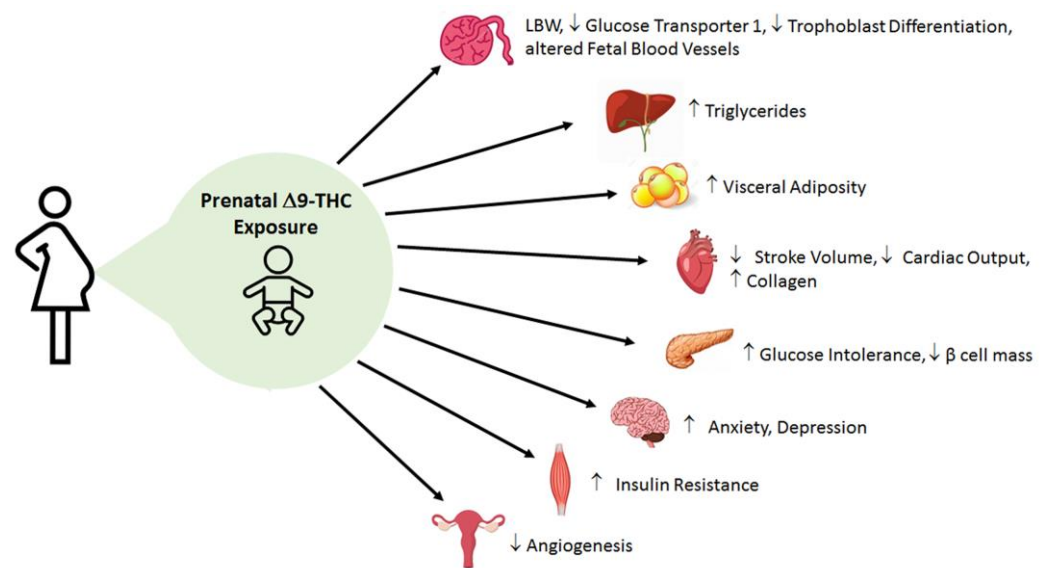 LBW, ↓ Glucose Transporter 1, ↓ Trophoblast Differentiation,
altered Fetal Blood Vessels
↑ Triglycerides
Prenatal Δ9-THC
Exposure
↑ Visceral Adiposity
↓ Stroke Volume, ↓ Cardiac Output,
↑ Collagen
↑ Glucose Intolerance, ↓ β cell mass
↑ Anxiety, Depression
↑ Insulin Resistance
↓ Angiogenesis